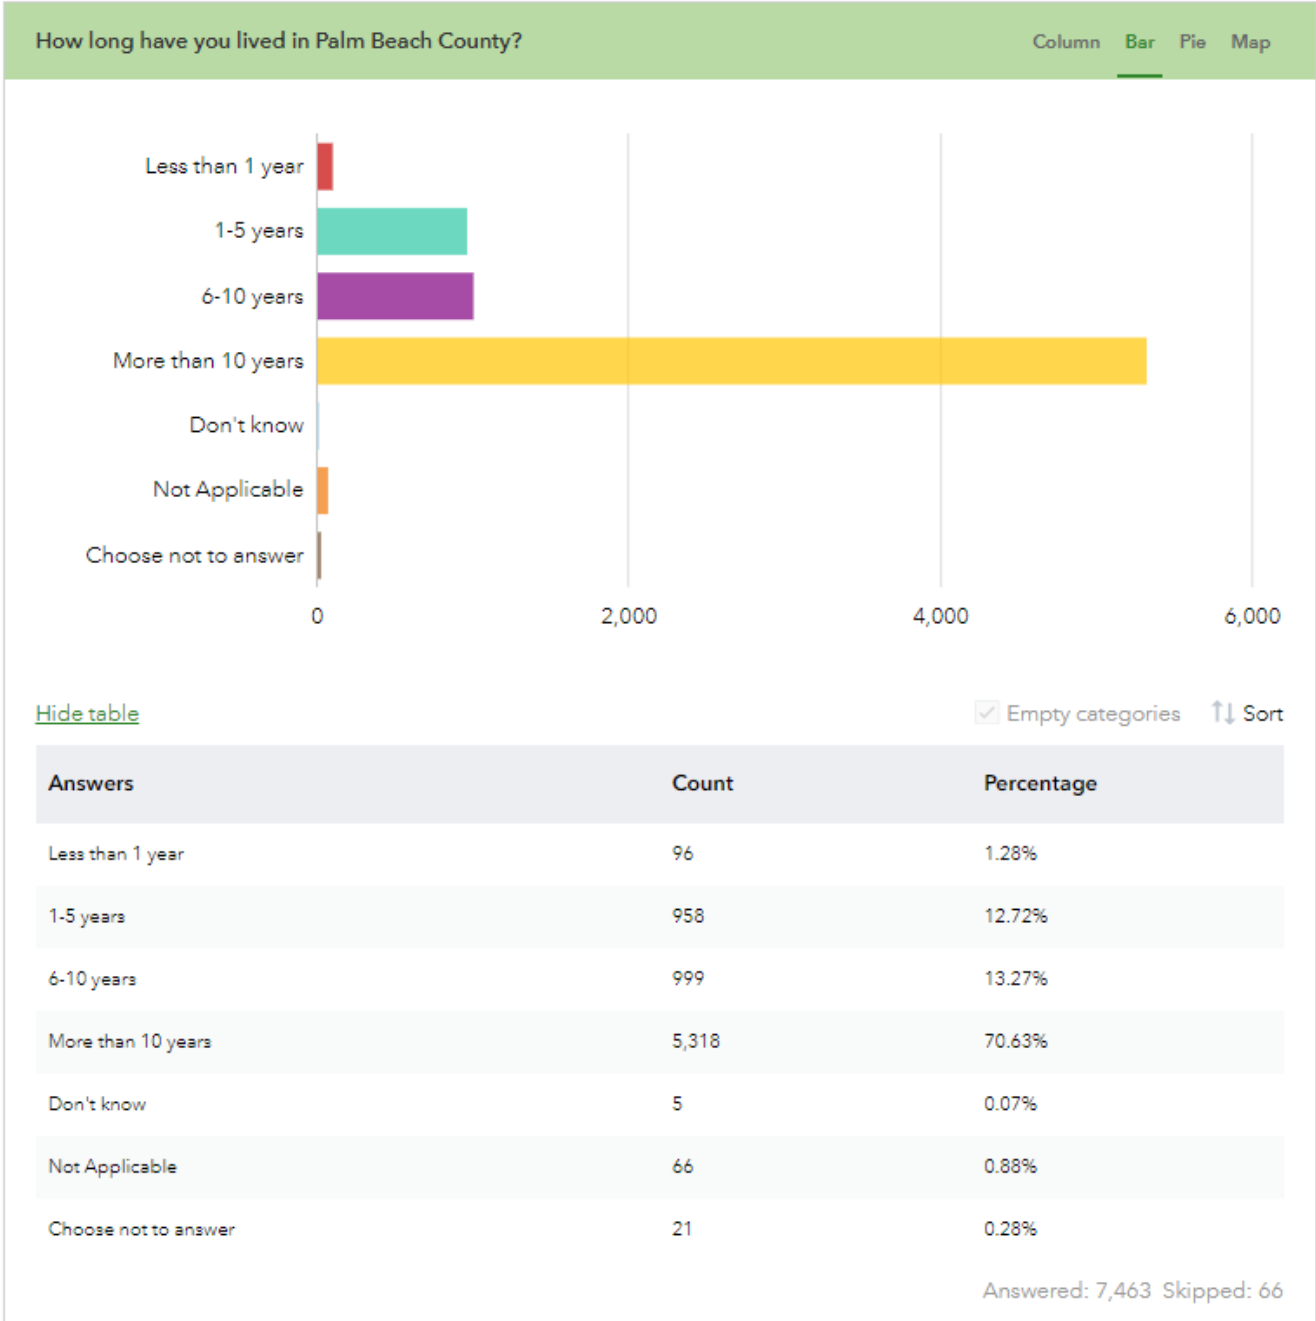 How long have you lived in Palm Beach County?
Column Bar Pie Map
Less than 1 year
1-5 years
6-10 years
More than 10 years
Don't know
Not Applicable
Choose not to answer
0 2,000 4,000 6,000
Hide table
Empty categories Sort
Answers Count Percentage
Less than 1 year 96 1.28%
1-5 years 958 12.72%
6-10 years 999 13.27%
More than 10 years 5,318 70.63%
Don't know 5 0.07%
Not Applicable 66 0.88%
Choose not to answer 21 0.28%
Answered: 7,463 Skipped: 66